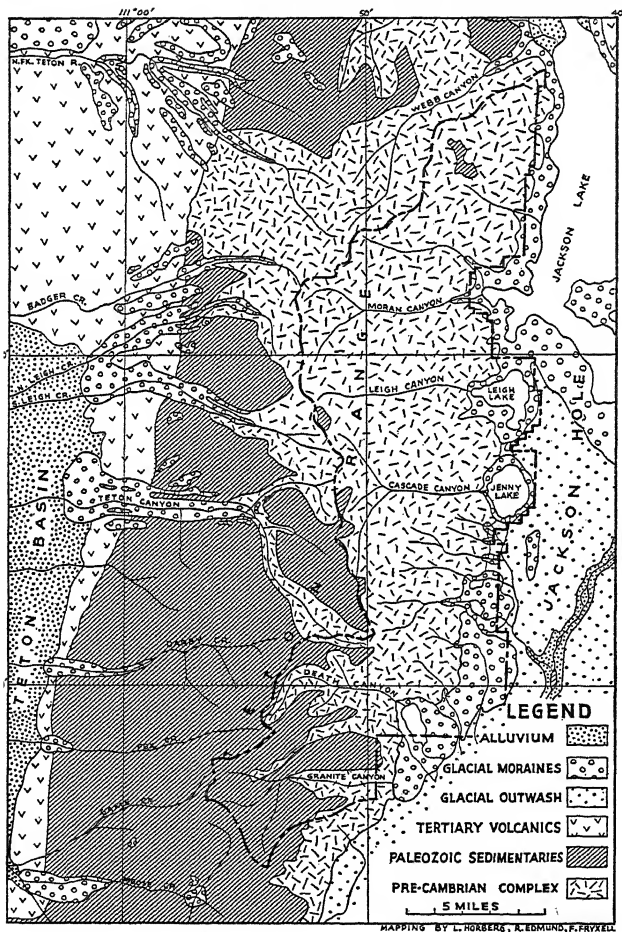 111°00'
50'
40
N.FK. TETON R.
WEBB CANYON
JACKSON LAKE
BADGER CR.
MORAN CANYON
N. LEIGH CR.
S. LEIGH CR.
LEIGH CANYON
LEIGH
LAKE
CASCADE CANYON
JENNY
LAKE
TETON CANYON
TETON BASIN
RANGE
JACKSON HOLE
DARBY
DEATH CANYON
FOX CR.
GRANITE CANYON
MOOSE CR.
LEGEND
ALLUVIUM
GLACIAL MORAINES
GLACIAL OUTWASH
TERTIARY VOLCANICS
PALEOZOIC SEDIMENTARIES
PRE-CAMBRIAN COMPLEX
5 MILES
MAPPING BY L. HORBERG, R. EDMUND, F. FRYXELL